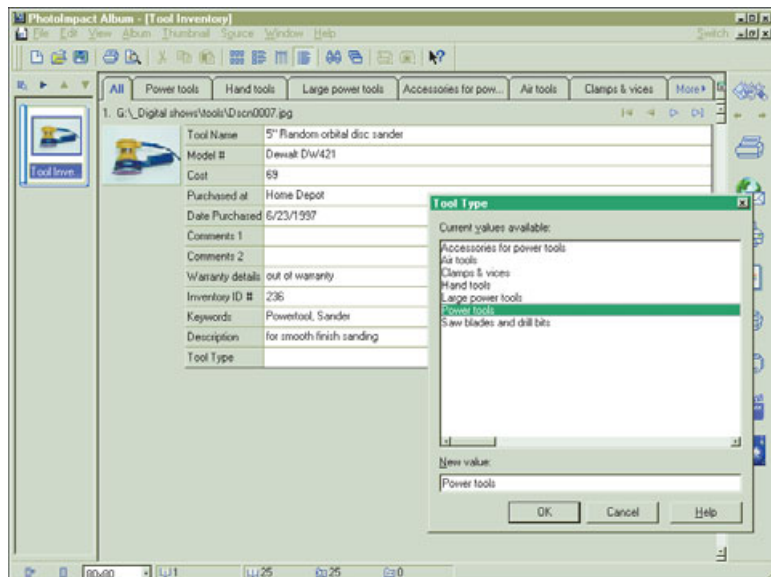 PhotoImpact Album - [Tool Inventory]
File Edit View Album Thumbnail Source Window Help Switch
All Power tools Hand tools Large power tools Accessories for pow... Air tools Clamps & vices More
1. G:\_Digital shows\tools\Dscn0007.jpg
Tool Inve...
Tool Name 5" Random orbital disc sander
Model # Dewalt DW421
Cost 69
Purchased at Home Depot
Date Purchased 6/23/1997
Comments 1
Comments 2
Warranty details out of warranty
Inventory ID # 236
Keywords Powertool, Sander
Description for smooth finish sanding
Tool Type
Tool Type
Current values available:
Accessories for power tools
Air tools
Clamps & vices
Hand tools
Large power tools
Power tools
Saw blades and drill bits
New value:
Power tools
OK Cancel Help
80x80 1 25 25 0